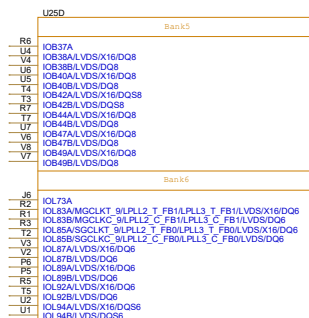 U25D
Bank5
R6 IOB37A
U4 IOB38A/LVDS/X16/DQ8
V4 IOB38B/LVDS/DQ8
U6 IOB40A/LVDS/X16/DQ8
U5 IOB40B/LVDS/DQ8
T4 IOB42A/LVDS/X16/DQS8
T3 IOB42B/LVDS/DQS8
R7 IOB44A/LVDS/X16/DQ8
T7 IOB44B/LVDS/DQ8
U7 IOB47A/LVDS/X16/DQ8
V6 IOB47B/LVDS/DQ8
V8 IOB49A/LVDS/X16/DQ8
V7 IOB49B/LVDS/DQ8
Bank6
J6 IOL73A
R2 IOL83A/MGCLKT_9/LPLL2_T_FB1/LPLL3_T_FB1/LVDS/X16/DQ6
R1 IOL83B/MGCLKC_9/LPLL2_C_FB1/LPLL3_C_FB1/LVDS/DQ6
R3 IOL85A/SGCLKT_9/LPLL2_T_FB0/LPLL3_T_FB0/LVDS/X16/DQ6
T2 IOL85B/SGCLKC_9/LPLL2_C_FB0/LPLL3_C_FB0/LVDS/DQ6
V3 IOL87A/LVDS/X16/DQ6
V2 IOL87B/LVDS/DQ6
P6 IOL89A/LVDS/X16/DQ6
P5 IOL89B/LVDS/DQ6
R5 IOL92A/LVDS/X16/DQ6
T5 IOL92B/LVDS/DQ6
U2 IOL94A/LVDS/X16/DQS6
U1 IOL94B/LVDS/DQS6